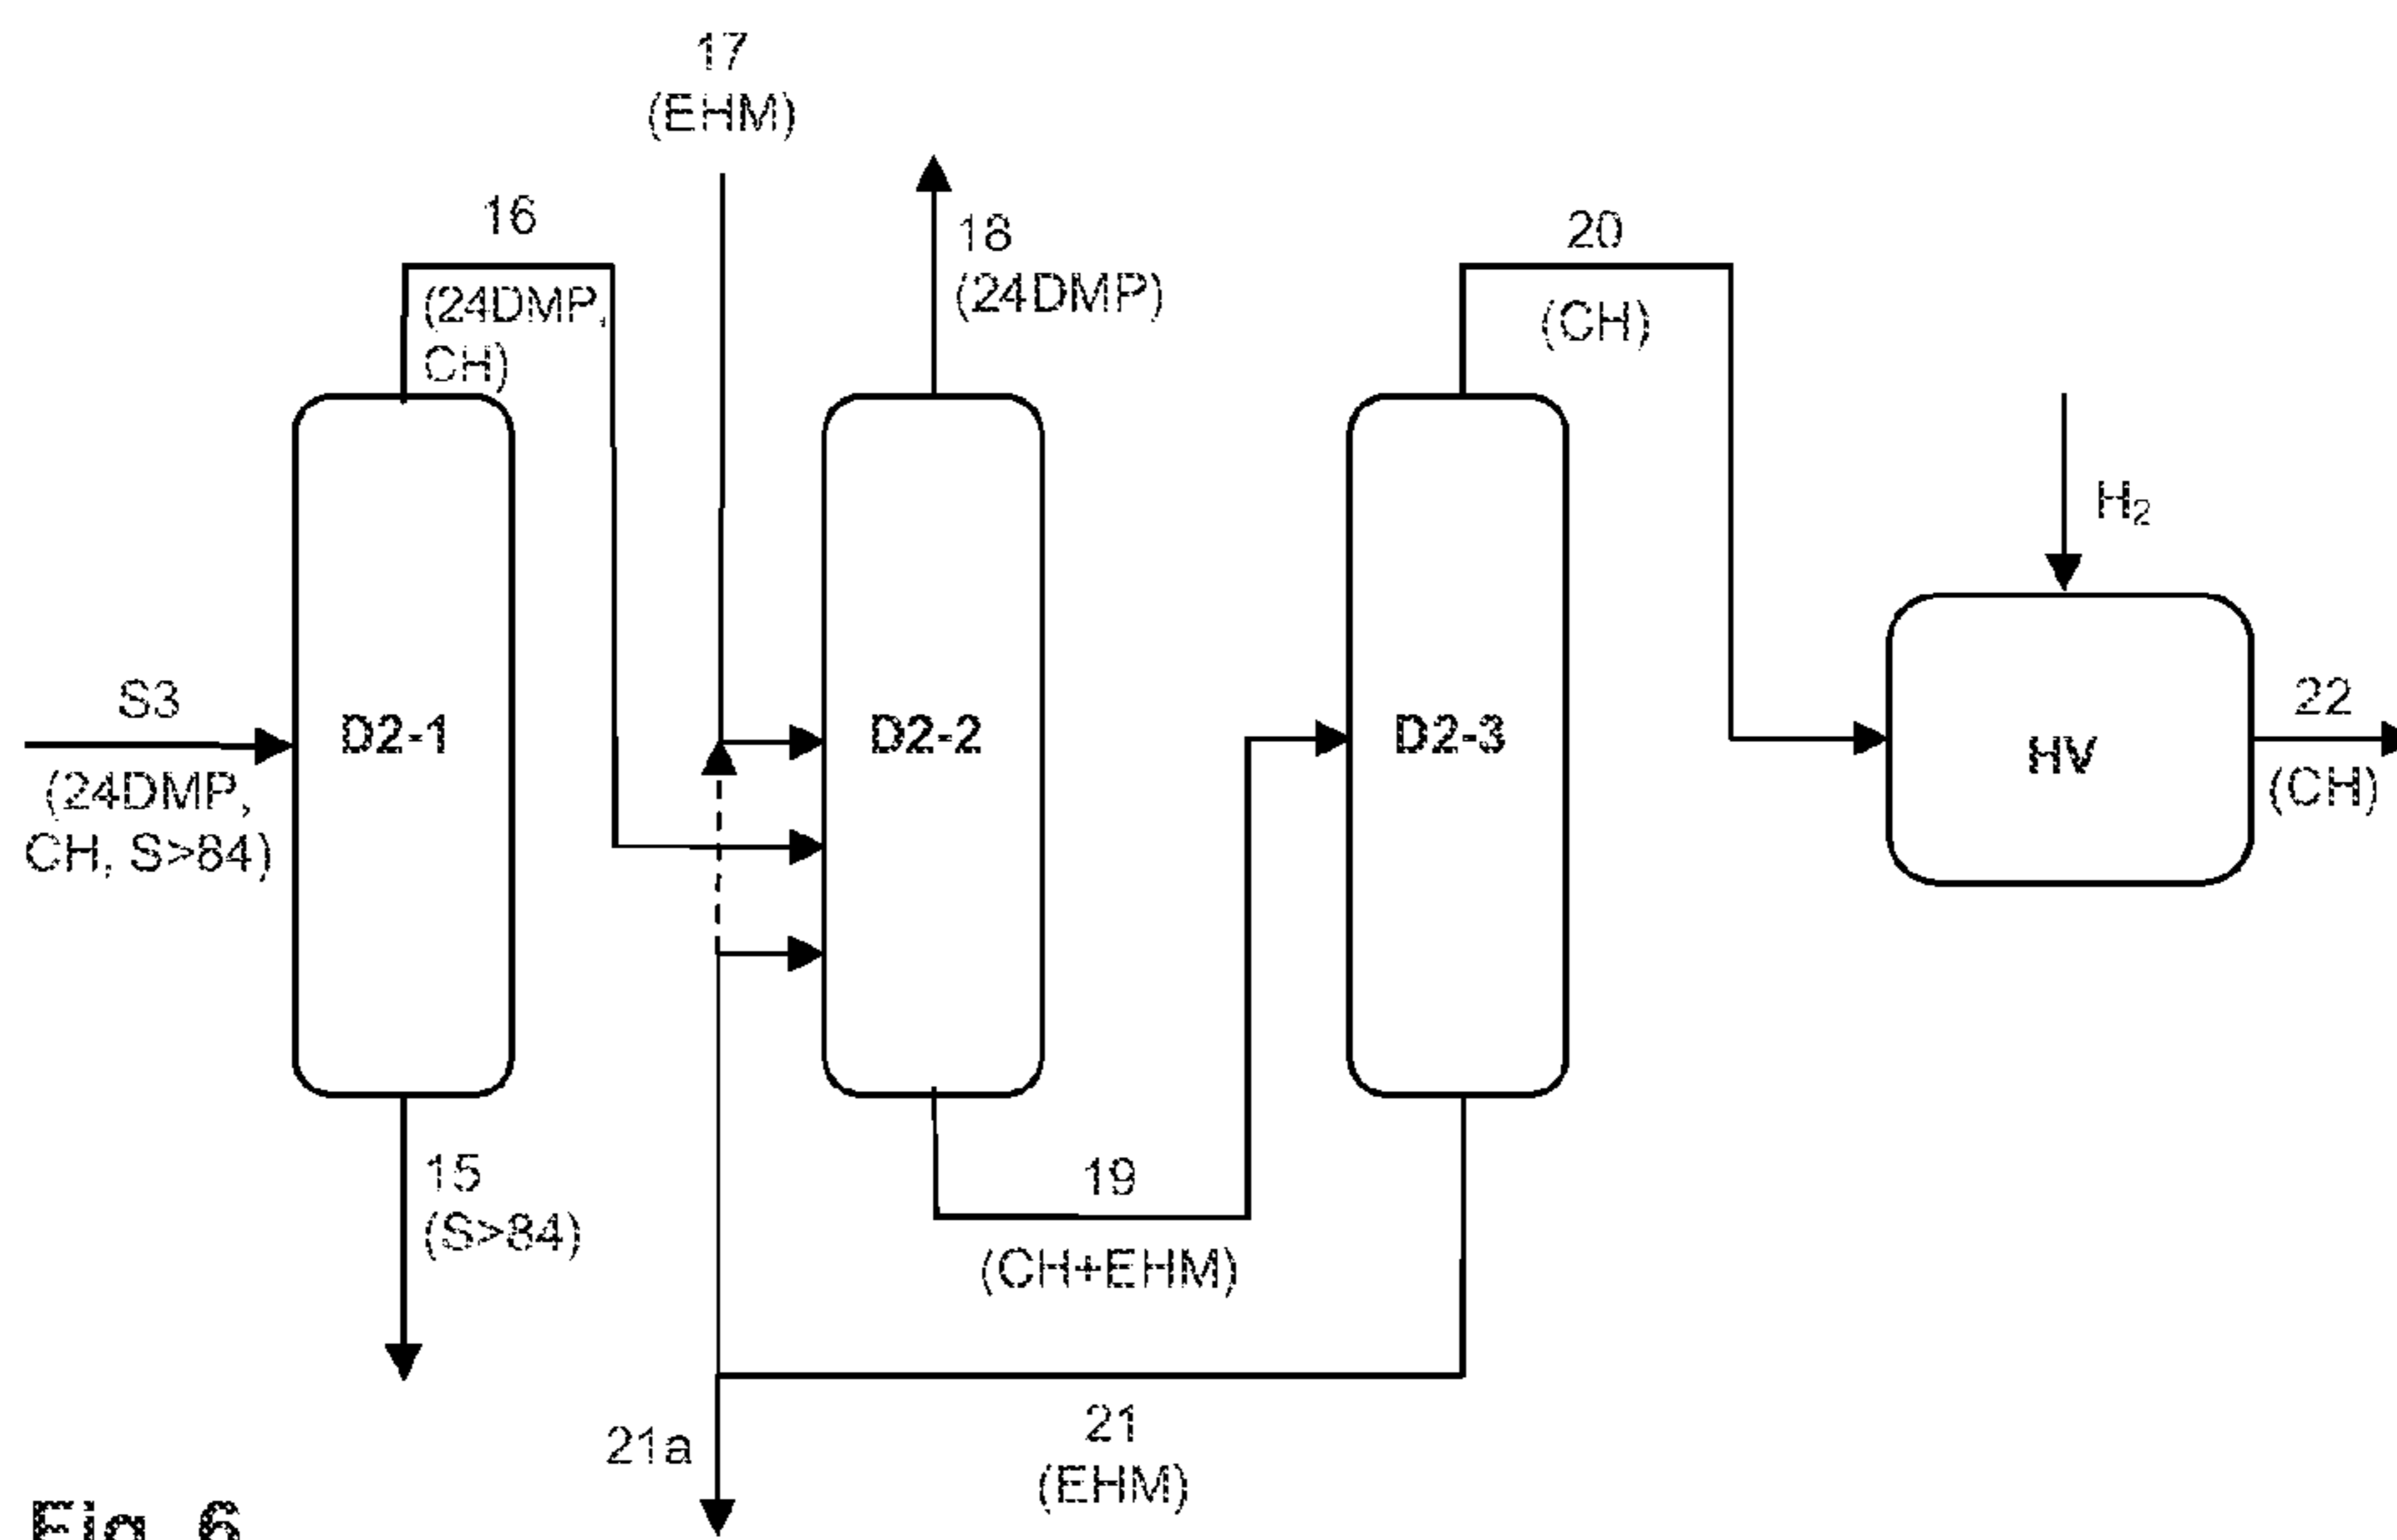 17
(EHM)
16
(24DMP,
CH)
18
(24DMP)
20
(CH)
H₂
S3
(24DMP,
CH, S>84)
D2-1
D2-2
D2-3
HV
22
(CH)
15
(S>84)
19
(CH+EHM)
21a
21
(EHM)
Fig. 6